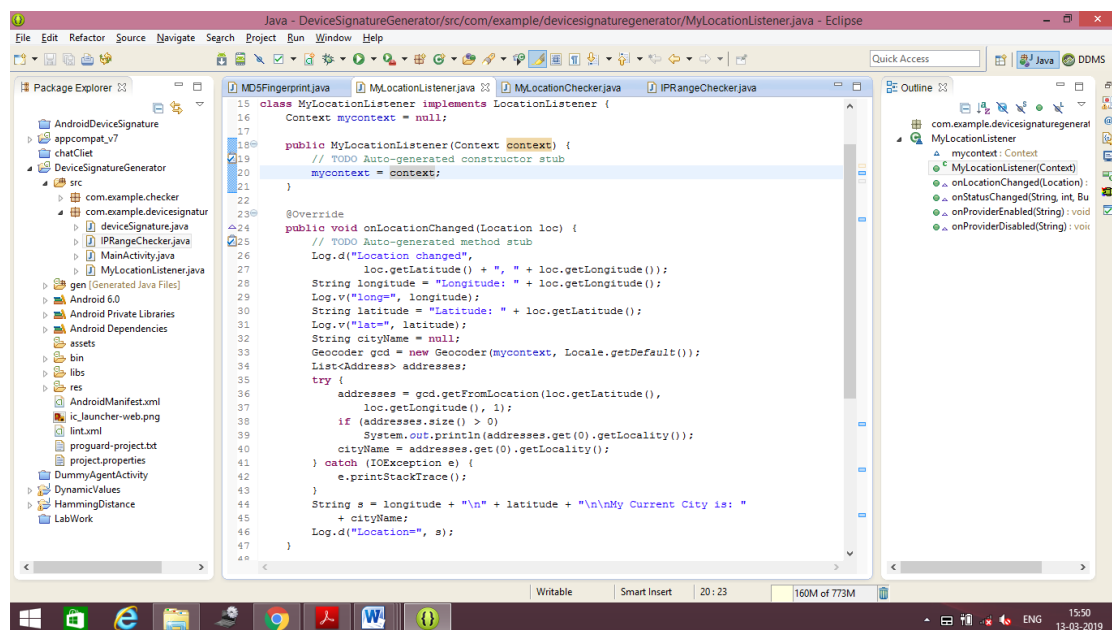 Java - DeviceSignatureGenerator/src/com/example/devicesignaturegenerator/MyLocationListener.java - Eclipse
File Edit Refactor Source Navigate Search Project Run Window Help
Quick Access
Java
DDMS
Package Explorer
AndroidDeviceSignature
appcompat_v7
chatCliet
DeviceSignatureGenerator
src
com.example.checker
com.example.devicesignatur
deviceSignature.java
IPRangeChecker.java
MainActivity.java
MyLocationListener.java
gen [Generated Java Files]
Android 6.0
Android Private Libraries
Android Dependencies
assets
bin
libs
res
AndroidManifest.xml
ic_launcher-web.png
lint.xml
proguard-project.txt
project.properties
DummyAgentActivity
DynamicValues
HammingDistance
LabWork
MD5Fingerprint.java MyLocationListener.java MyLocationChecker.java IPRangeChecker.java
15 class MyLocationListener implements LocationListener {
16 Context mycontext = null;
17
18 public MyLocationListener(Context context) {
19 // TODO Auto-generated constructor stub
20 mycontext = context;
21 }
22
23 @Override
24 public void onLocationChanged(Location loc) {
25 // TODO Auto-generated method stub
26 Log.d("Location changed",
27 loc.getLatitude() + ", " + loc.getLongitude());
28 String longitude = "Longitude: " + loc.getLongitude();
29 Log.v("long=", longitude);
30 String latitude = "Latitude: " + loc.getLatitude();
31 Log.v("lat=", latitude);
32 String cityName = null;
33 Geocoder gcd = new Geocoder(mycontext, Locale.getDefault());
34 List<Address> addresses;
35 try {
36 addresses = gcd.getFromLocation(loc.getLatitude(),
37 loc.getLongitude(), 1);
38 if (addresses.size() > 0)
39 System.out.println(addresses.get(0).getLocality());
40 cityName = addresses.get(0).getLocality();
41 } catch (IOException e) {
42 e.printStackTrace();
43 }
44 String s = longitude + "\n" + latitude + "\n\nMy Current City is: "
45 + cityName;
46 Log.d("Location=", s);
47 }
Outline
com.example.devicesignaturegenerat
MyLocationListener
mycontext : Context
MyLocationListener(Context)
onLocationChanged(Location) :
onStatusChanged(String, int, Bu
onProviderEnabled(String) : void
onProviderDisabled(String) : voic
Writable Smart Insert 20 : 23 160M of 773M
ENG
15:50
13-03-2019